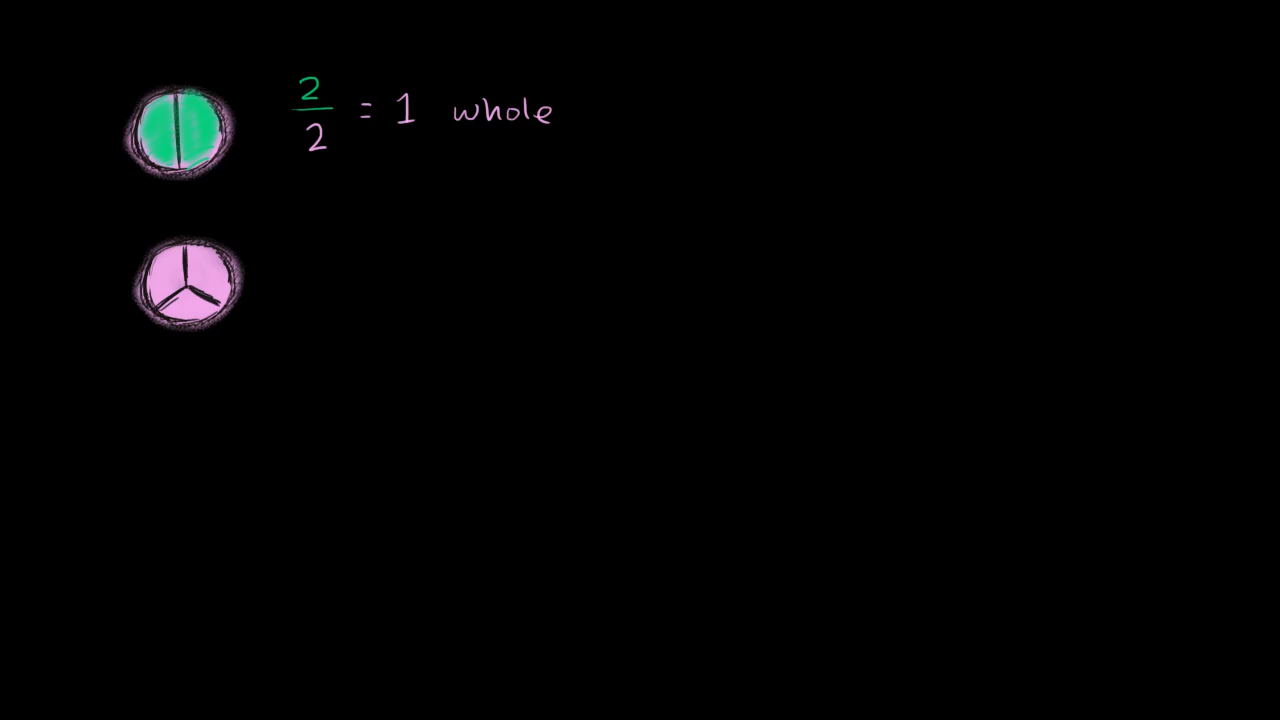 2/2 = 1 whole